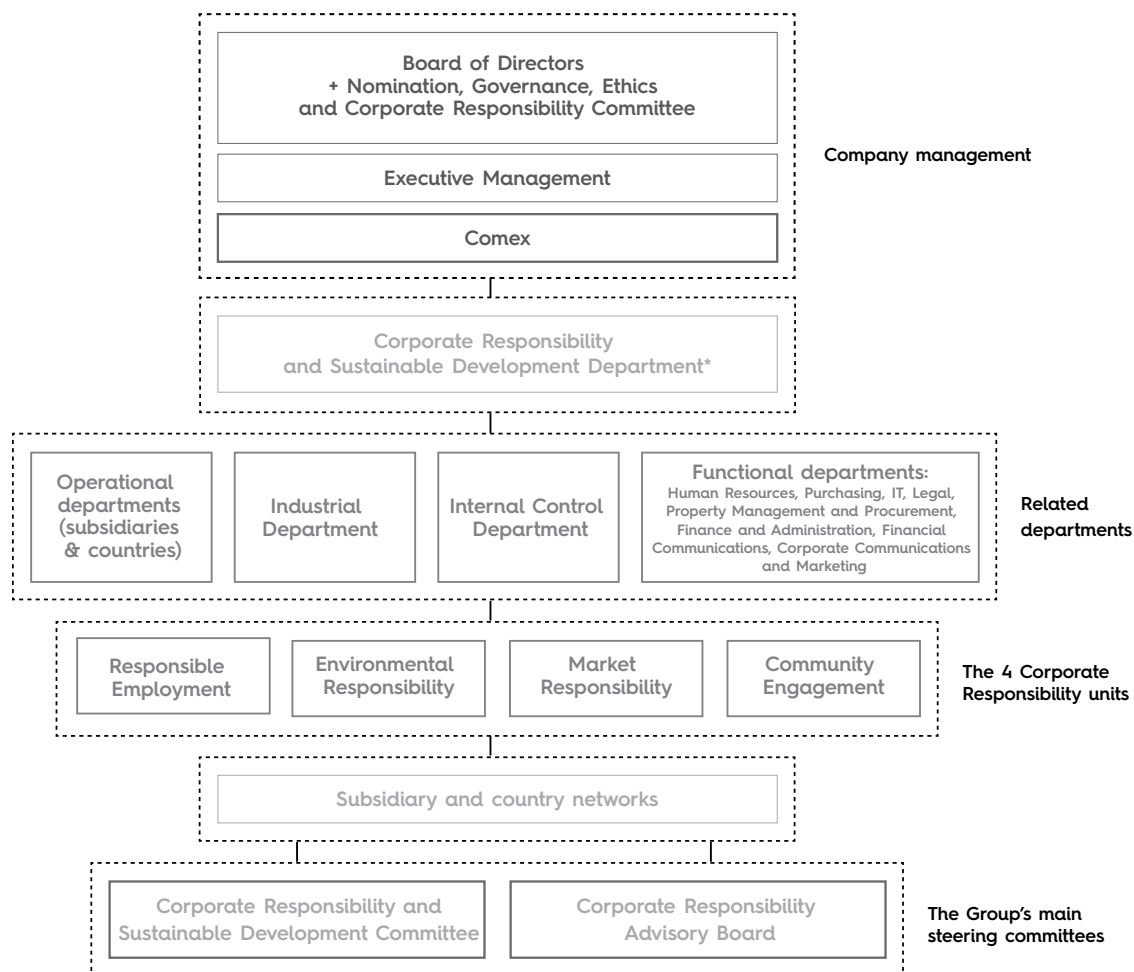 Board of Directors
+ Nomination, Governance, Ethics
and Corporate Responsibility Committee
Company management
Executive Management
Comex
Corporate Responsibility
and Sustainable Development Department*
Operational
departments
(subsidiaries
& countries)
Industrial
Department
Internal Control
Department
Functional departments:
Human Resources, Purchasing, IT, Legal,
Property Management and Procurement,
Finance and Administration, Financial
Communications, Corporate Communications
and Marketing
Related
departments
Responsible
Employment
Environmental
Responsibility
Market
Responsibility
Community
Engagement
The 4 Corporate
Responsibility units
Subsidiary and country networks
Corporate Responsibility and
Sustainable Development Committee
Corporate Responsibility
Advisory Board
The Group's main
steering committees